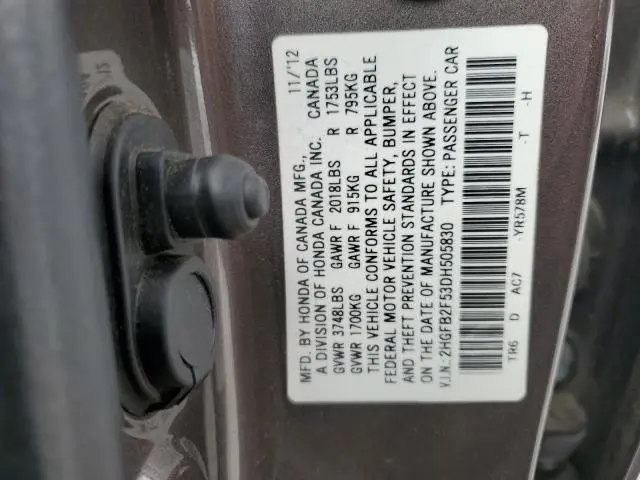 MFD. BY HONDA OF CANADA MFG., 11/'12
A DIVISION OF HONDA CANADA INC. CANADA
GVWR 3748LBS GAWR F 2018LBS R 1753LBS
GVWR 1700KG GAWR F 915KG R 795KG
THIS VEHICLE CONFORMS TO ALL APPLICABLE
FEDERAL MOTOR VEHICLE SAFETY, BUMPER,
AND THEFT PREVENTION STANDARDS IN EFFECT
ON THE DATE OF MANUFACTURE SHOWN ABOVE.
V.I.N.: 2HGFB2F53DH505830 TYPE: PASSENGER CAR
TR6 D AC7 -YR578M -T -H